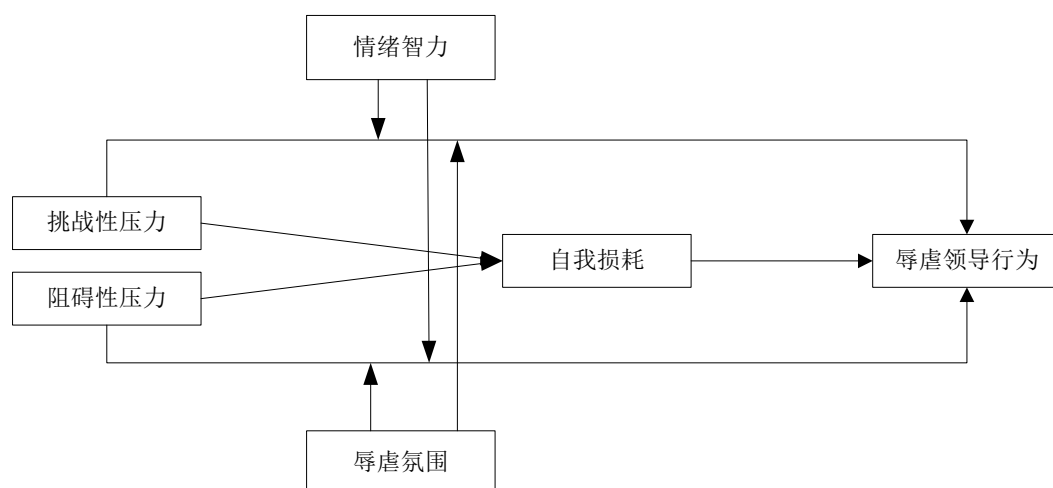 情绪智力
挑战性压力
自我损耗
辱虐领导行为
阻碍性压力
辱虐氛围